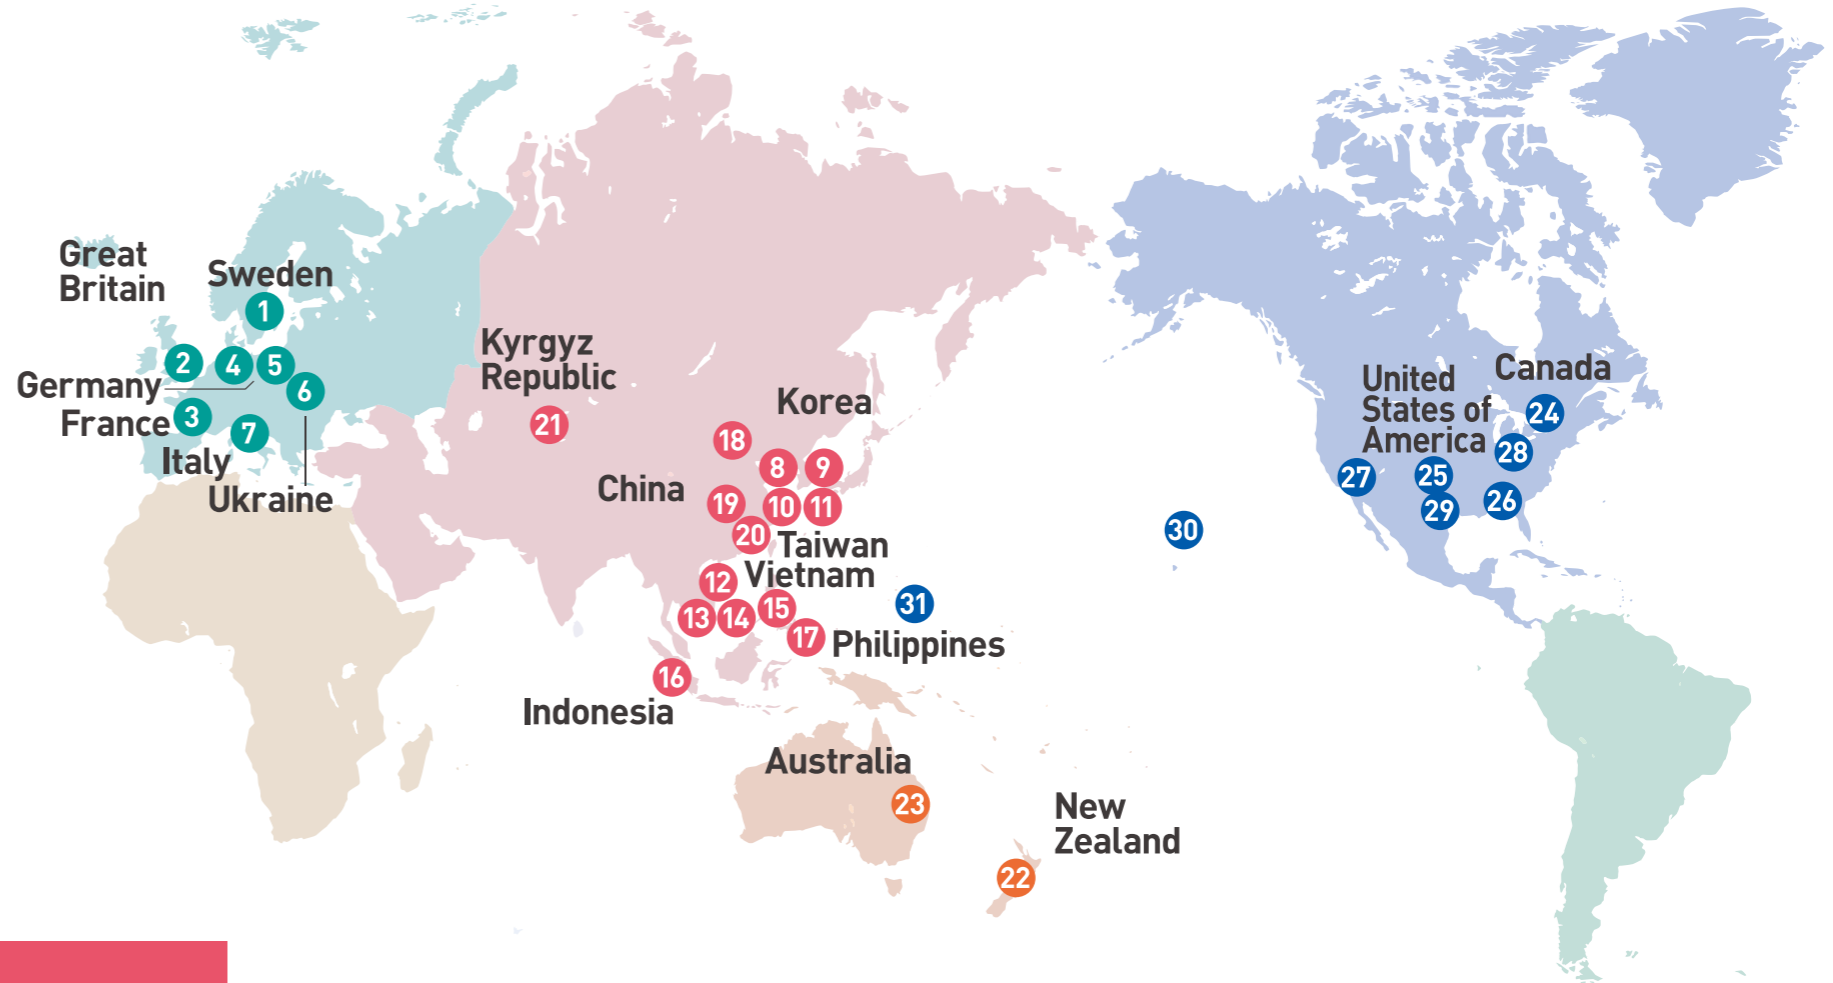 Great
Britain
Sweden
1
2
4
5
Germany
6
France
3
7
Italy
Ukraine
Kyrgyz
Republic
21
Korea
18
8
9
China
19
10
11
20
Taiwan
12
Vietnam
13
14
15
17
Philippines
16
Indonesia
31
30
Australia
23
New
Zealand
22
United
States of
America
Canada
24
28
27
25
26
29